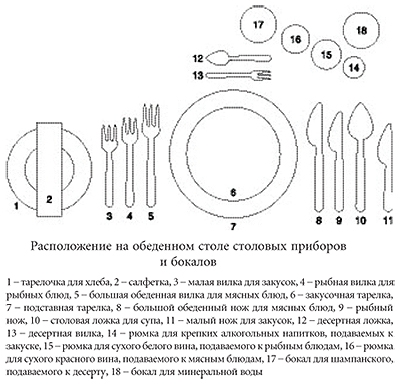 17
18
16
15
14
12
13
1
2
3
4
5
6
7
8
9
10
11
Расположение на обеденном столе столовых приборов
и бокалов
1 – тарелочка для хлеба, 2 – салфетка, 3 – малая вилка для закусок, 4 – рыбная вилка для
рыбных блюд, 5 – большая обеденная вилка для мясных блюд, 6 – закусочная тарелка,
7 – подставная тарелка, 8 – большой обеденный нож для мясных блюд, 9 – рыбный
нож, 10 – столовая ложка для супа, 11 – малый нож для закусок, 12 – десертная ложка,
13 – десертная вилка, 14 – рюмка для крепких алкогольных напитков, подаваемых к
закуске, 15 – рюмка для сухого белого вина, подаваемого к рыбным блюдам, 16 – рюмка
для сухого красного вина, подаваемого к мясным блюдам, 17 – бокал для шампанского,
подаваемого к десерту, 18 – бокал для минеральной воды